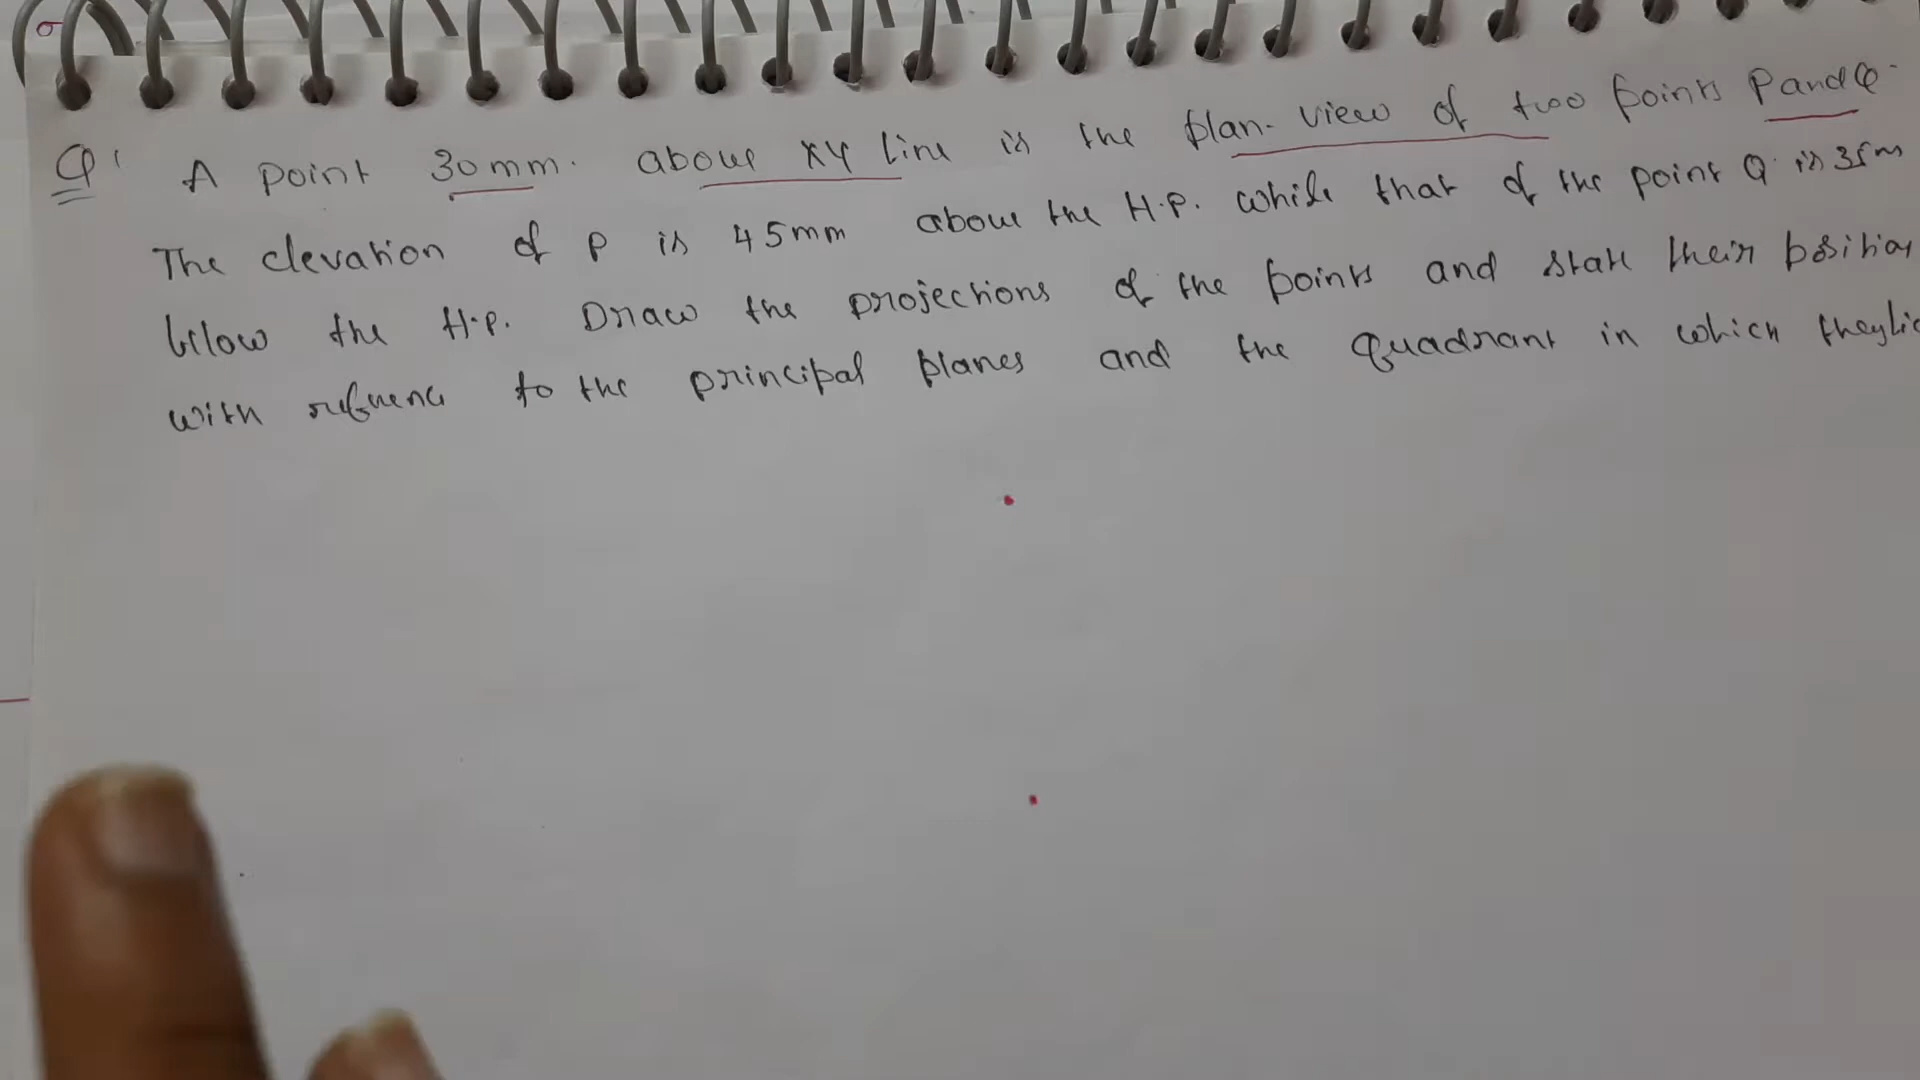 Q. A point 30mm. above XY line is the plan-view of two points P and Q.
The elevation of P is 45mm above the H.P. while that of the point Q is 35m
below the H.P. Draw the projections of the points and state their position
with reference to the principal planes and the quadrant in which they lie